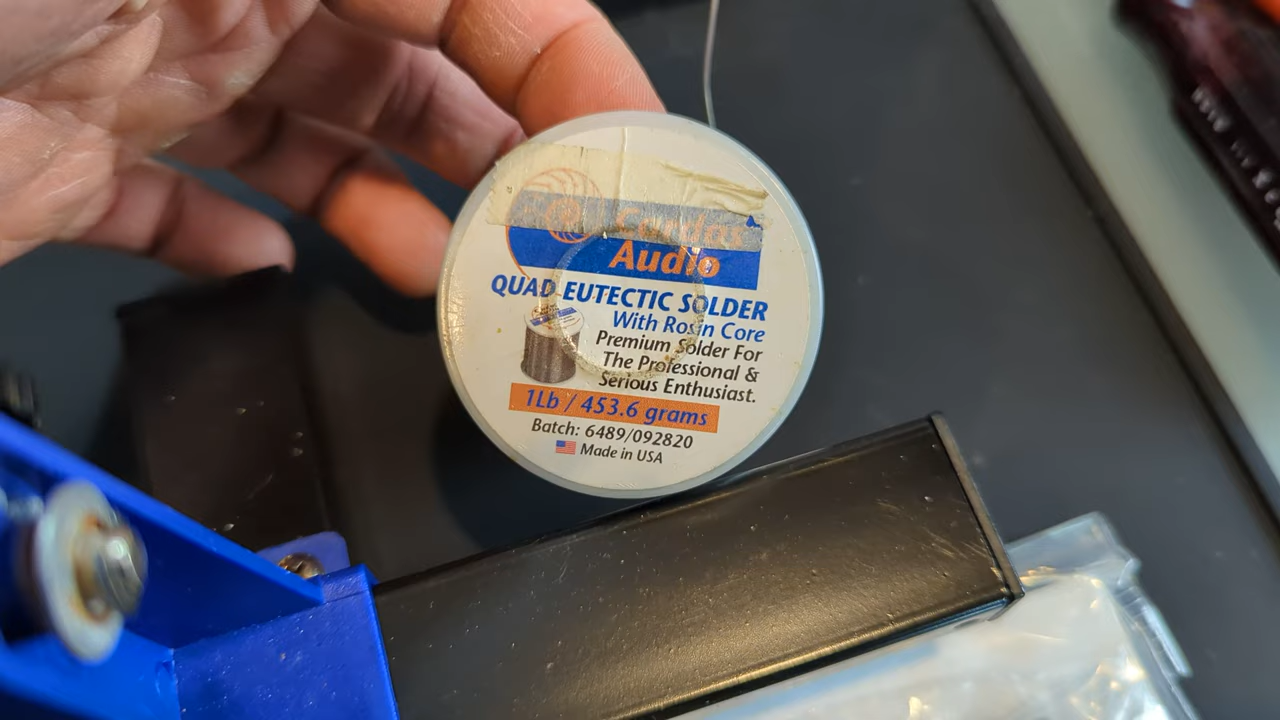 Cardas
Audio
QUAD EUTECTIC SOLDER
With Rosin Core
Premium Solder For
The Professional &
Serious Enthusiast.
1Lb / 453.6 grams
Batch: 6489/092820
Made in USA